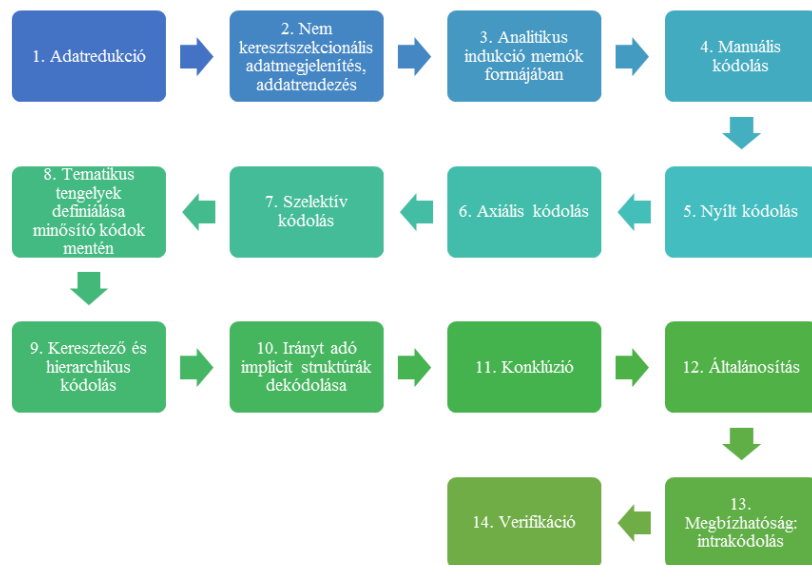 1. Adatredukció
2. Nem
keresztszekcionális
adatmegjelenítés,
addatrendezés
3. Analitikus
indukció memók
formájában
4. Manuális
kódolás
5. Nyílt kódolás
6. Axiális kódolás
7. Szelektív
kódolás
8. Tematikus
tengelyek
definiálása
minősítő kódok
mentén
9. Keresztező és
hierarchikus
kódolás
10. Irányt adó
implicit struktúrák
dekódolása
11. Konklúzió
12. Általánosítás
13.
Megbízhatóság:
intrakódolás
14. Verifikáció